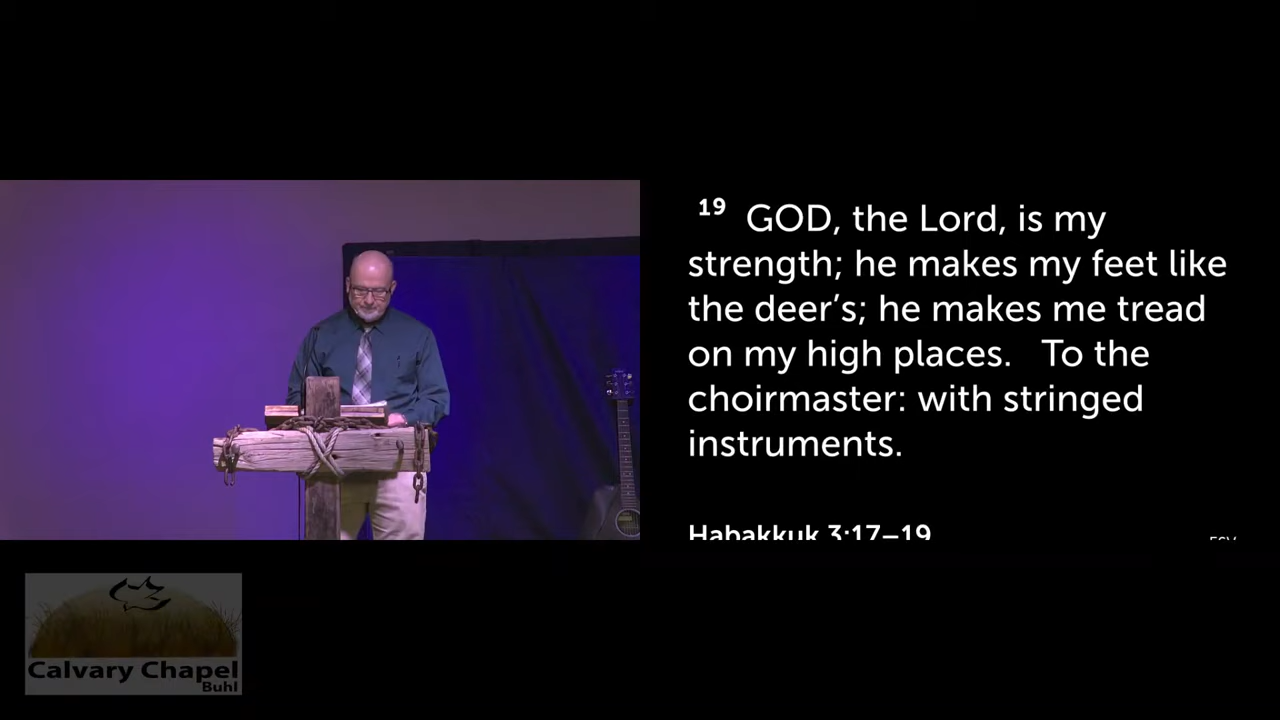 19 GOD, the Lord, is my
strength; he makes my feet like
the deer’s; he makes me tread
on my high places. To the
choirmaster: with stringed
instruments.
Habakkuk 3:17–19
ESV
Calvary Chapel
Buhl